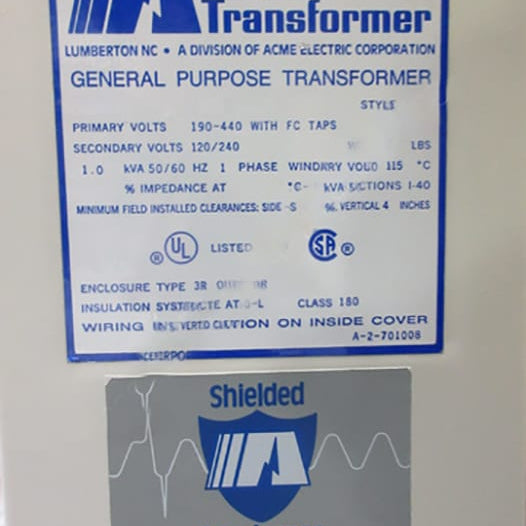 Transformer
LUMBERTON NC • A DIVISION OF ACME ELECTRIC CORPORATION
GENERAL PURPOSE TRANSFORMER
STYLE
PRIMARY VOLTS 190-440 WITH FC TAPS
SECONDARY VOLTS 120/240 LBS
1.0 kVA 50/60 HZ 1 PHASE 115 °C
% IMPEDANCE AT °C- kVA 1-40
MINIMUM FIELD INSTALLED CLEARANCES: SIDE VERTICAL 4 INCHES
® UL LISTED SA ®
ENCLOSURE TYPE 3R
INSULATION CLASS 180
WIRING ON INSIDE COVER
A-2-701008
Shielded